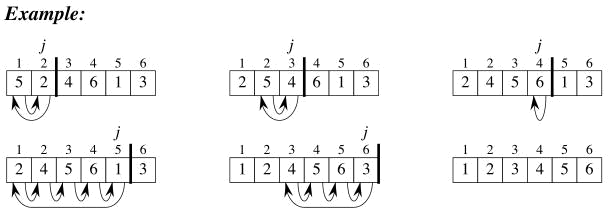 Example:
j j j
1 2 3 4 5 6 1 2 3 4 5 6 1 2 3 4 5 6
5 2 4 6 1 3 2 5 4 6 1 3 2 4 5 6 1 3
j j
1 2 3 4 5 6 1 2 3 4 5 6 1 2 3 4 5 6
2 4 5 6 1 3 1 2 4 5 6 3 1 2 3 4 5 6